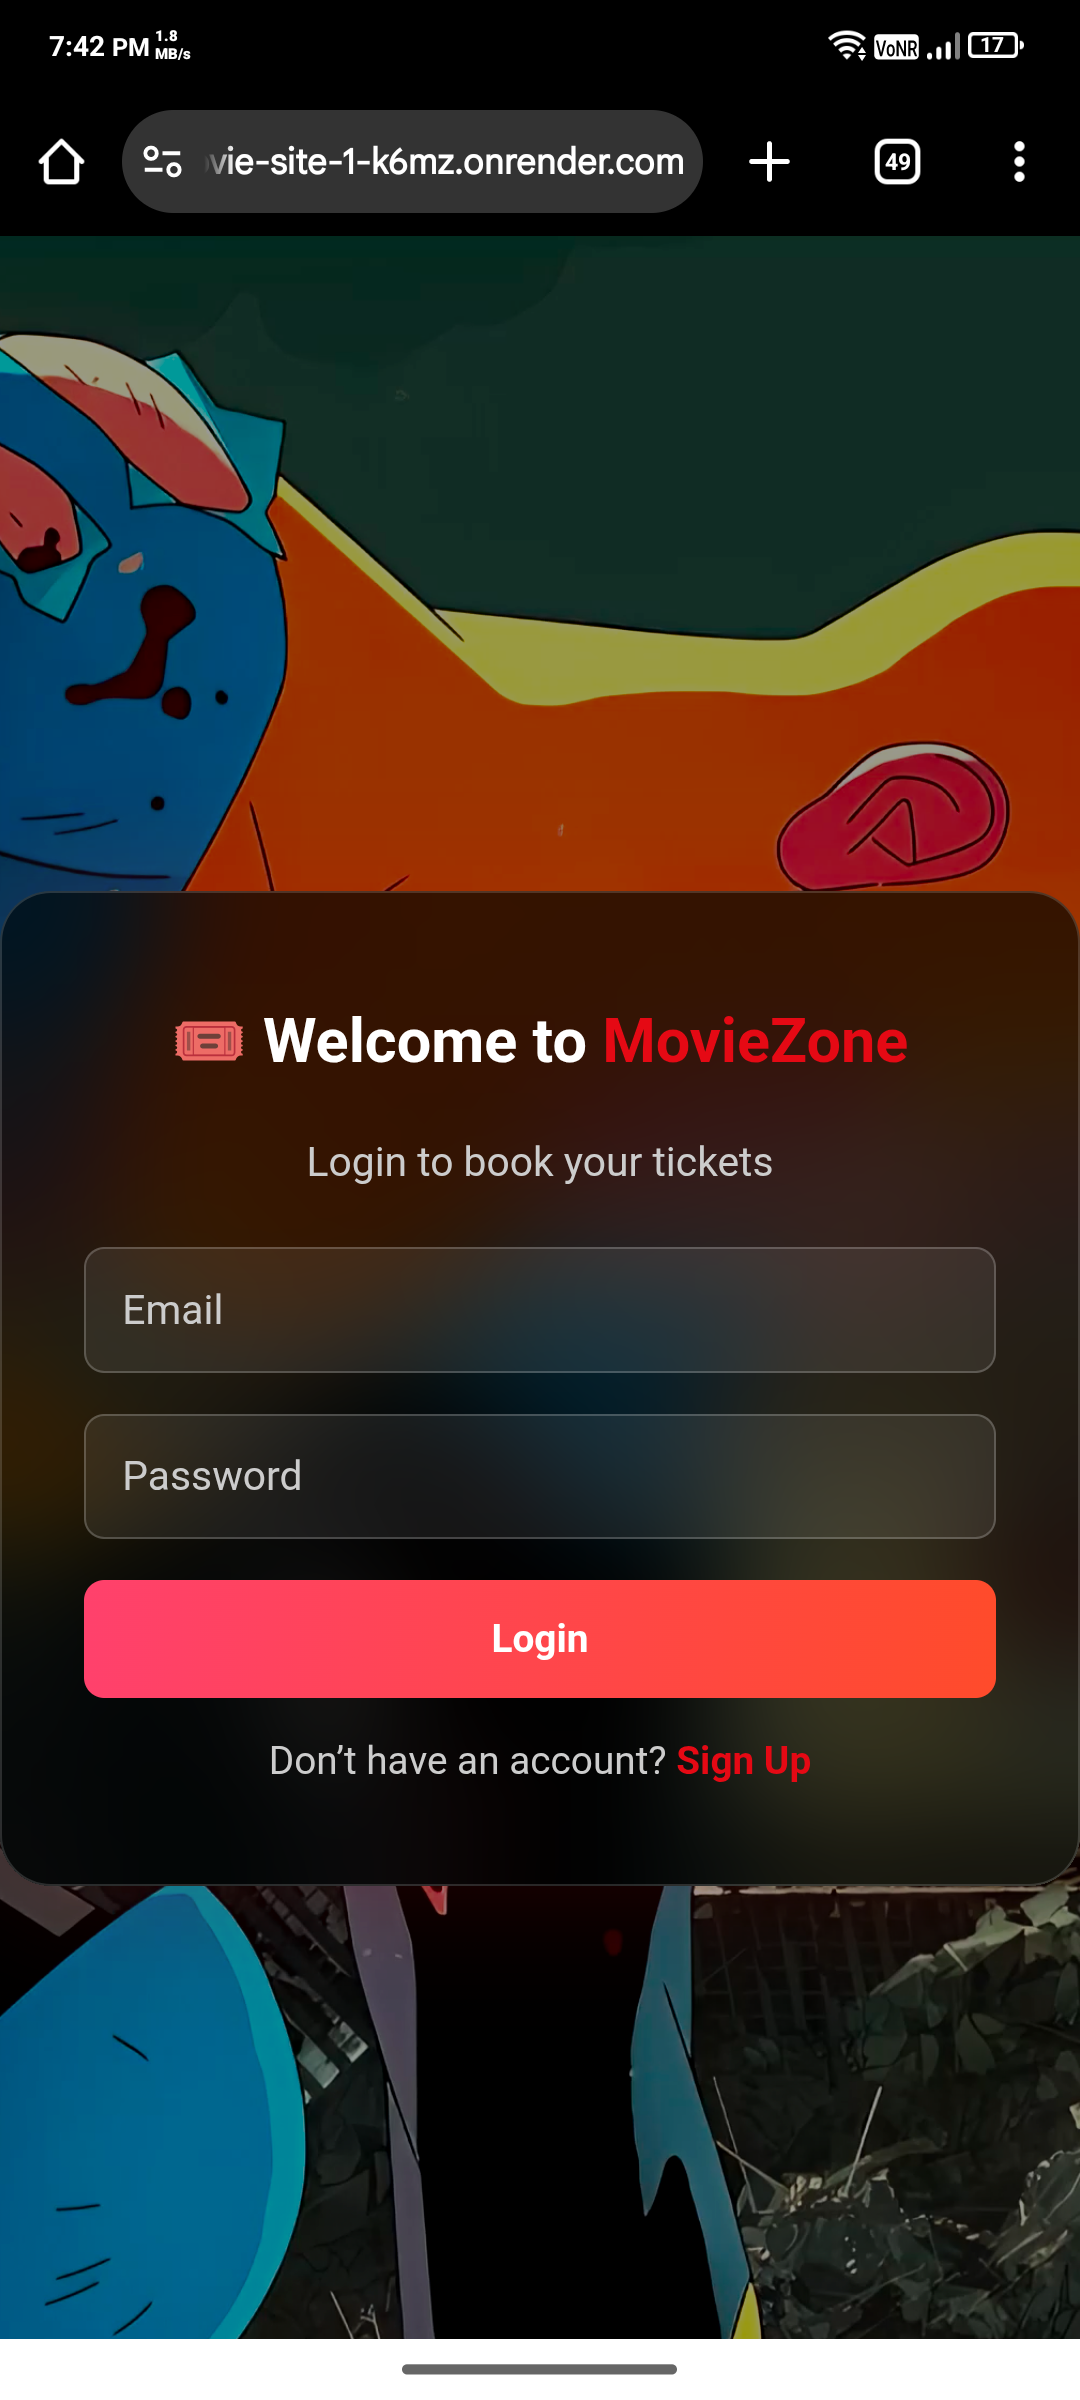 7:42 PM 1.8 MB/s VoNR 17
vie-site-1-k6mz.onrender.com 49
Welcome to MovieZone
Login to book your tickets
Email
Password
Login
Don’t have an account? Sign Up